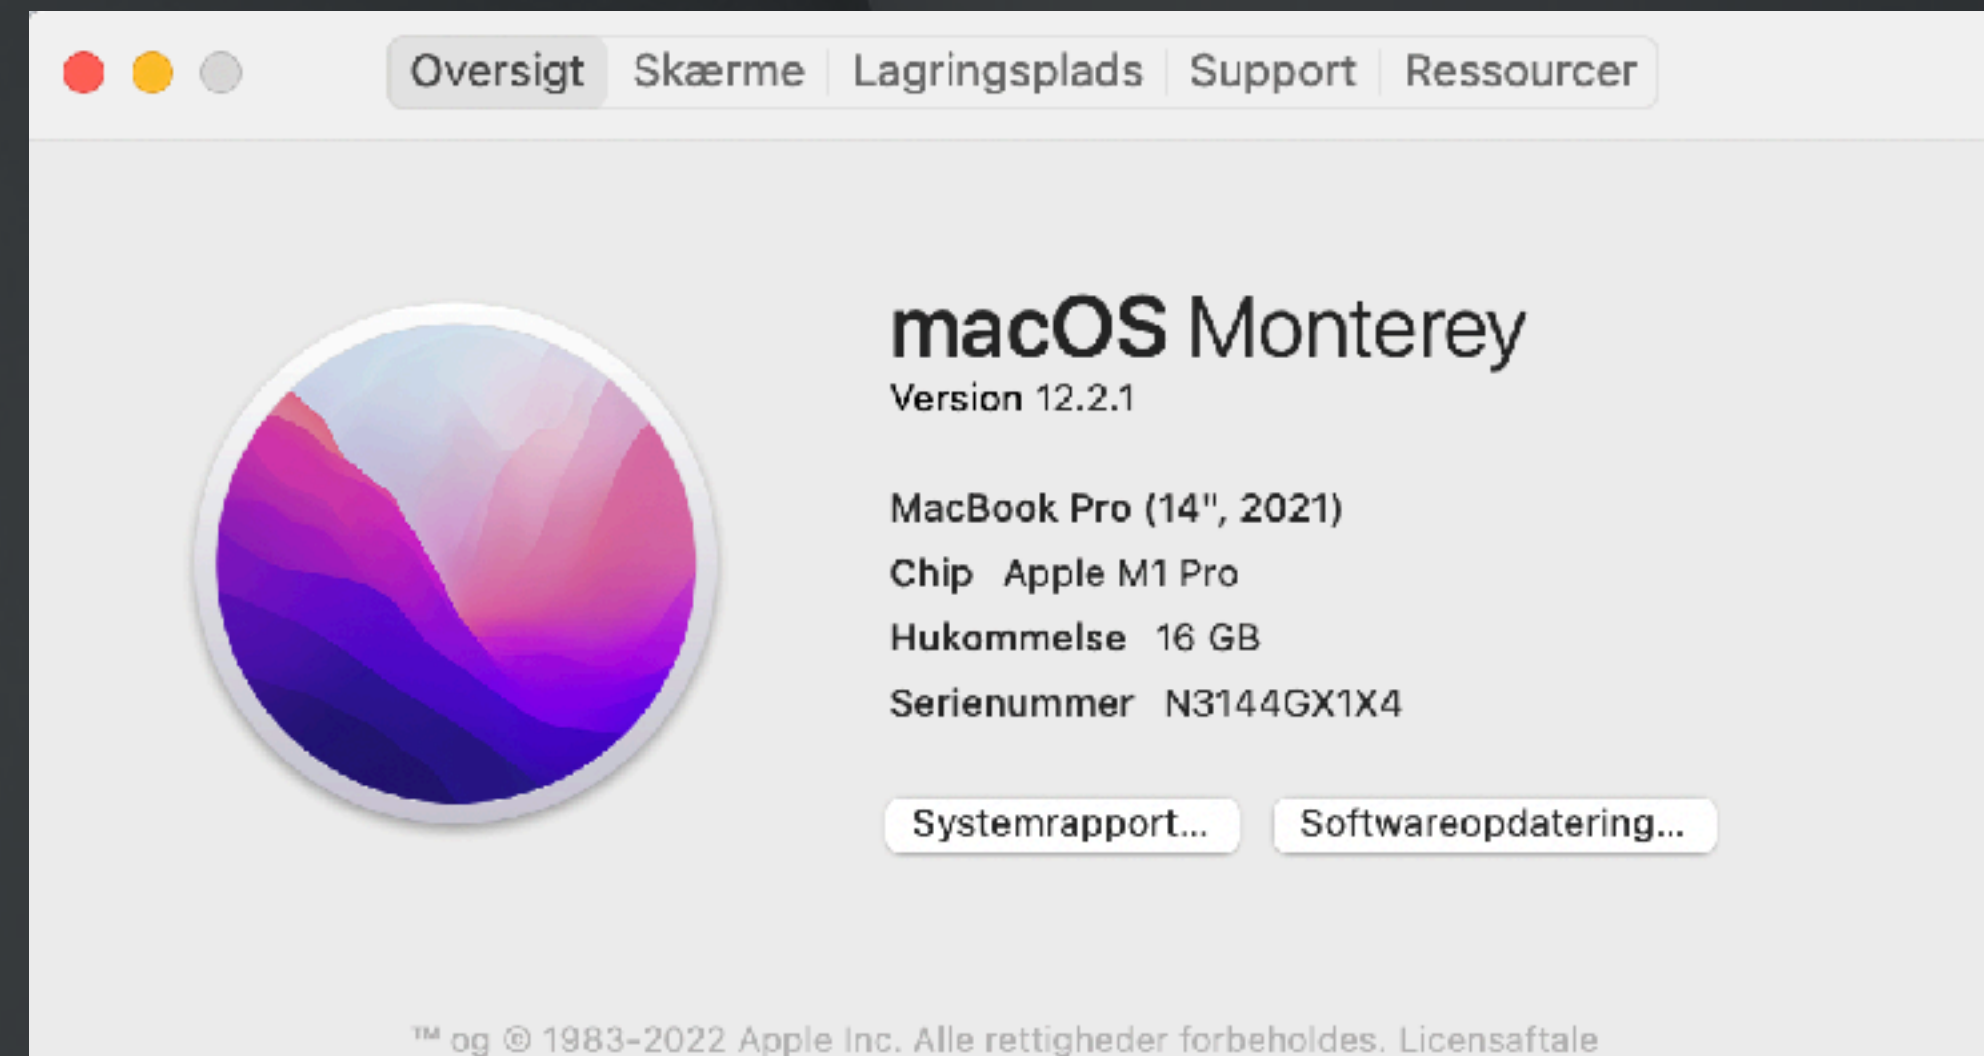 Oversigt Skærme Lagringsplads Support Ressourcer
macOS Monterey
Version 12.2.1
MacBook Pro (14", 2021)
Chip Apple M1 Pro
Hukommelse 16 GB
Serienummer N3144GX1X4
Systemrapport... Softwareopdatering...
™ og © 1983-2022 Apple Inc. Alle rettigheder forbeholdes. Licensaftale